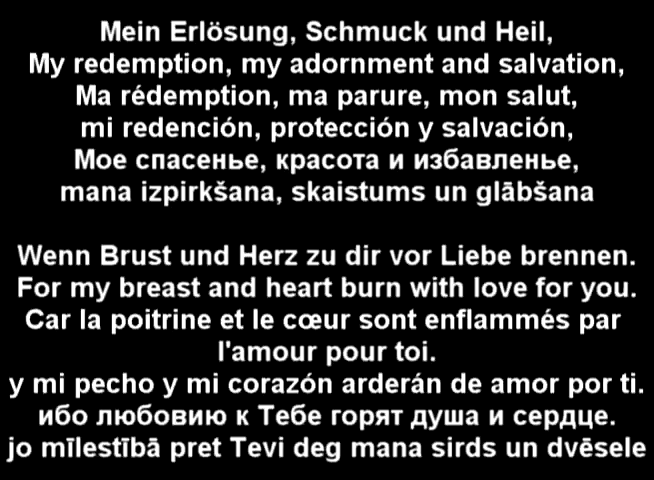 Mein Erlösung, Schmuck und Heil,
My redemption, my adornment and salvation,
Ma rédemption, ma parure, mon salut,
mi redención, protección y salvación,
Мое спасенье, красота и избавленье,
mana izpirkšana, skaistums un glābšana
Wenn Brust und Herz zu dir vor Liebe brennen.
For my breast and heart burn with love for you.
Car la poitrine et le cœur sont enflammés par
l'amour pour toi.
y mi pecho y mi corazón arderán de amor por ti.
ибо любовию к Тебе горят душа и сердце.
jo mīlestībā pret Tevi deg mana sirds un dvēsele